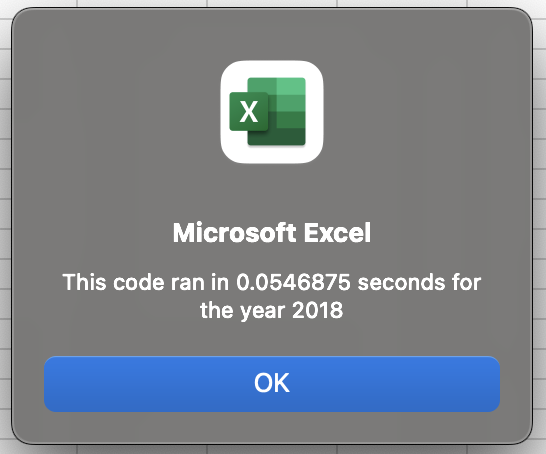 X
Microsoft Excel
This code ran in 0.0546875 seconds for
the year 2018
OK